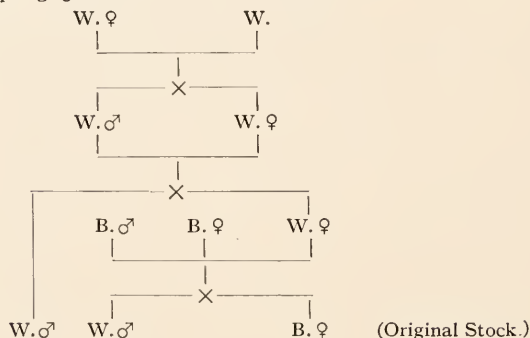 W. ♀ W.
×
W. ♂ W. ♀
×
B. ♂ B. ♀ W. ♀
×
W. ♂ W. ♂ B. ♀ (Original Stock.)